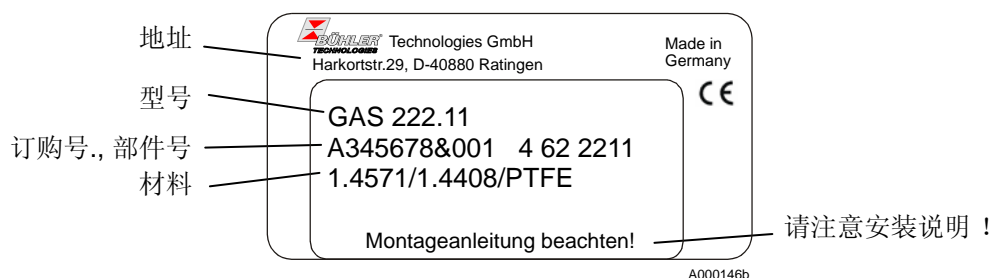 地址
BÜHLER TECHNOLOGIES Technologies GmbH
Harkortstr.29, D-40880 Ratingen
Made in
Germany
CE
型号
GAS 222.11
订购号., 部件号
A345678&001 4 62 2211
材料
1.4571/1.4408/PTFE
Montageanleitung beachten!
请注意安装说明！
A000146b